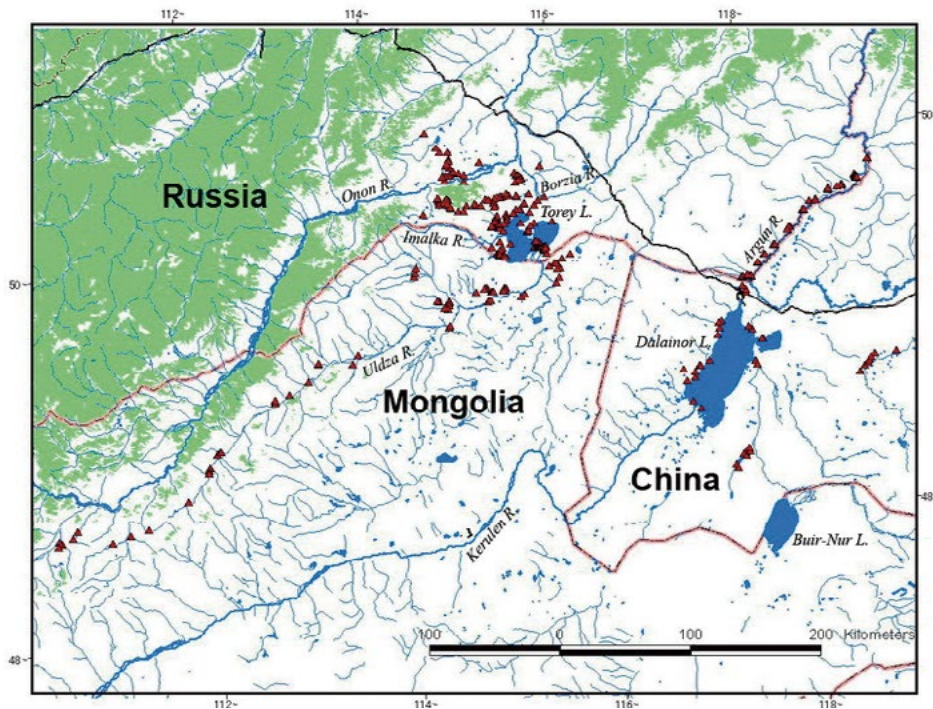 112~
114~
116~
118~
50
Russia
Onon R.
Borzia R.
Torey L.
Imalka R.
Argun R.
50
Dalainor L.
Uldza R.
Mongolia
China
Kerulen R.
Buir-Nur L.
48
100 0 100 200 Kilometers
48
112~
114~
116~
118~